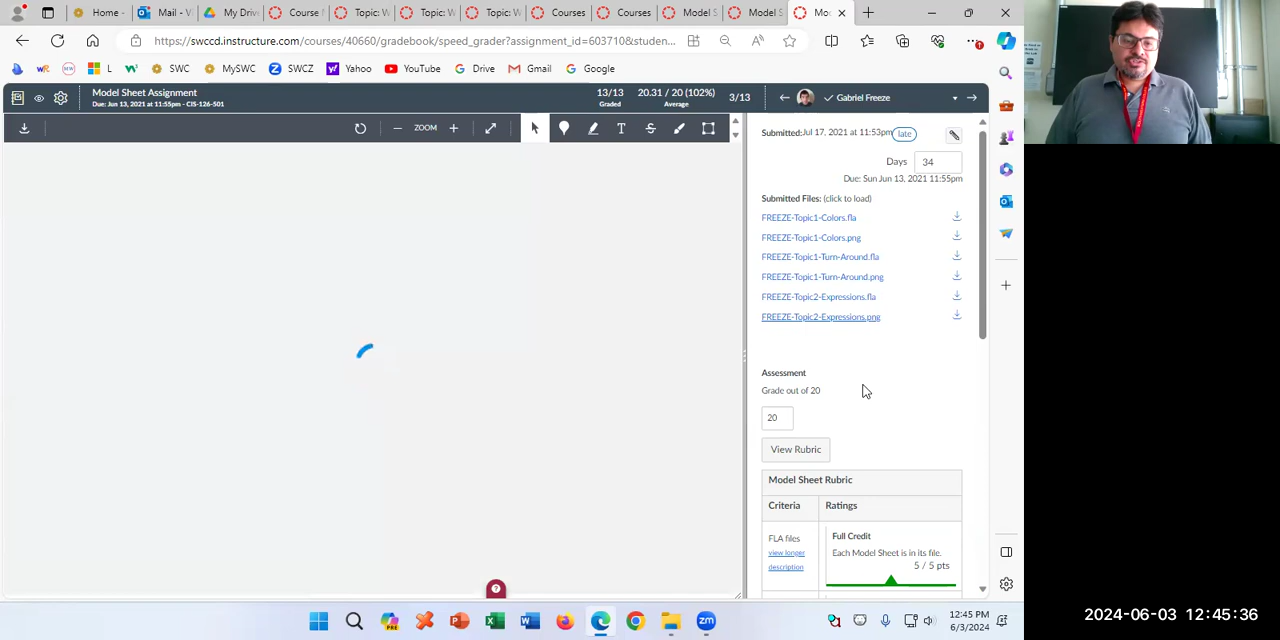 Home -
Mail - V
My Driv
Course M
Topic: W
Topic: W
Topic: W
Courses
Courses
Model S
Model S
Mo
https://swccd.instructure.com/courses/40660/gradebook/speed_grader?assignment_id=603710&studen...
L
SWC
MySWC
SWCZ
Yahoo
YouTube
Drive
Gmail
Google
Model Sheet Assignment
Due: Jun 13, 2021 at 11:55pm - CIS-126-501
13/13
Graded
20.31 / 20 (102%)
Average
3/13
Gabriel Freeze
ZOOM
Submitted: Jul 17, 2021 at 11:53pm
late
Days
34
Due: Sun Jun 13, 2021 11:55pm
Submitted Files: (click to load)
FREEZE-Topic1-Colors.fla
FREEZE-Topic1-Colors.png
FREEZE-Topic1-Turn-Around.fla
FREEZE-Topic1-Turn-Around.png
FREEZE-Topic2-Expressions.fla
FREEZE-Topic2-Expressions.png
Assessment
Grade out of 20
20
View Rubric
Model Sheet Rubric
Criteria
Ratings
FLA files
view longer
description
Full Credit
Each Model Sheet is in its file.
5 / 5 pts
12:45 PM
6/3/2024
2024-06-03 12:45:36